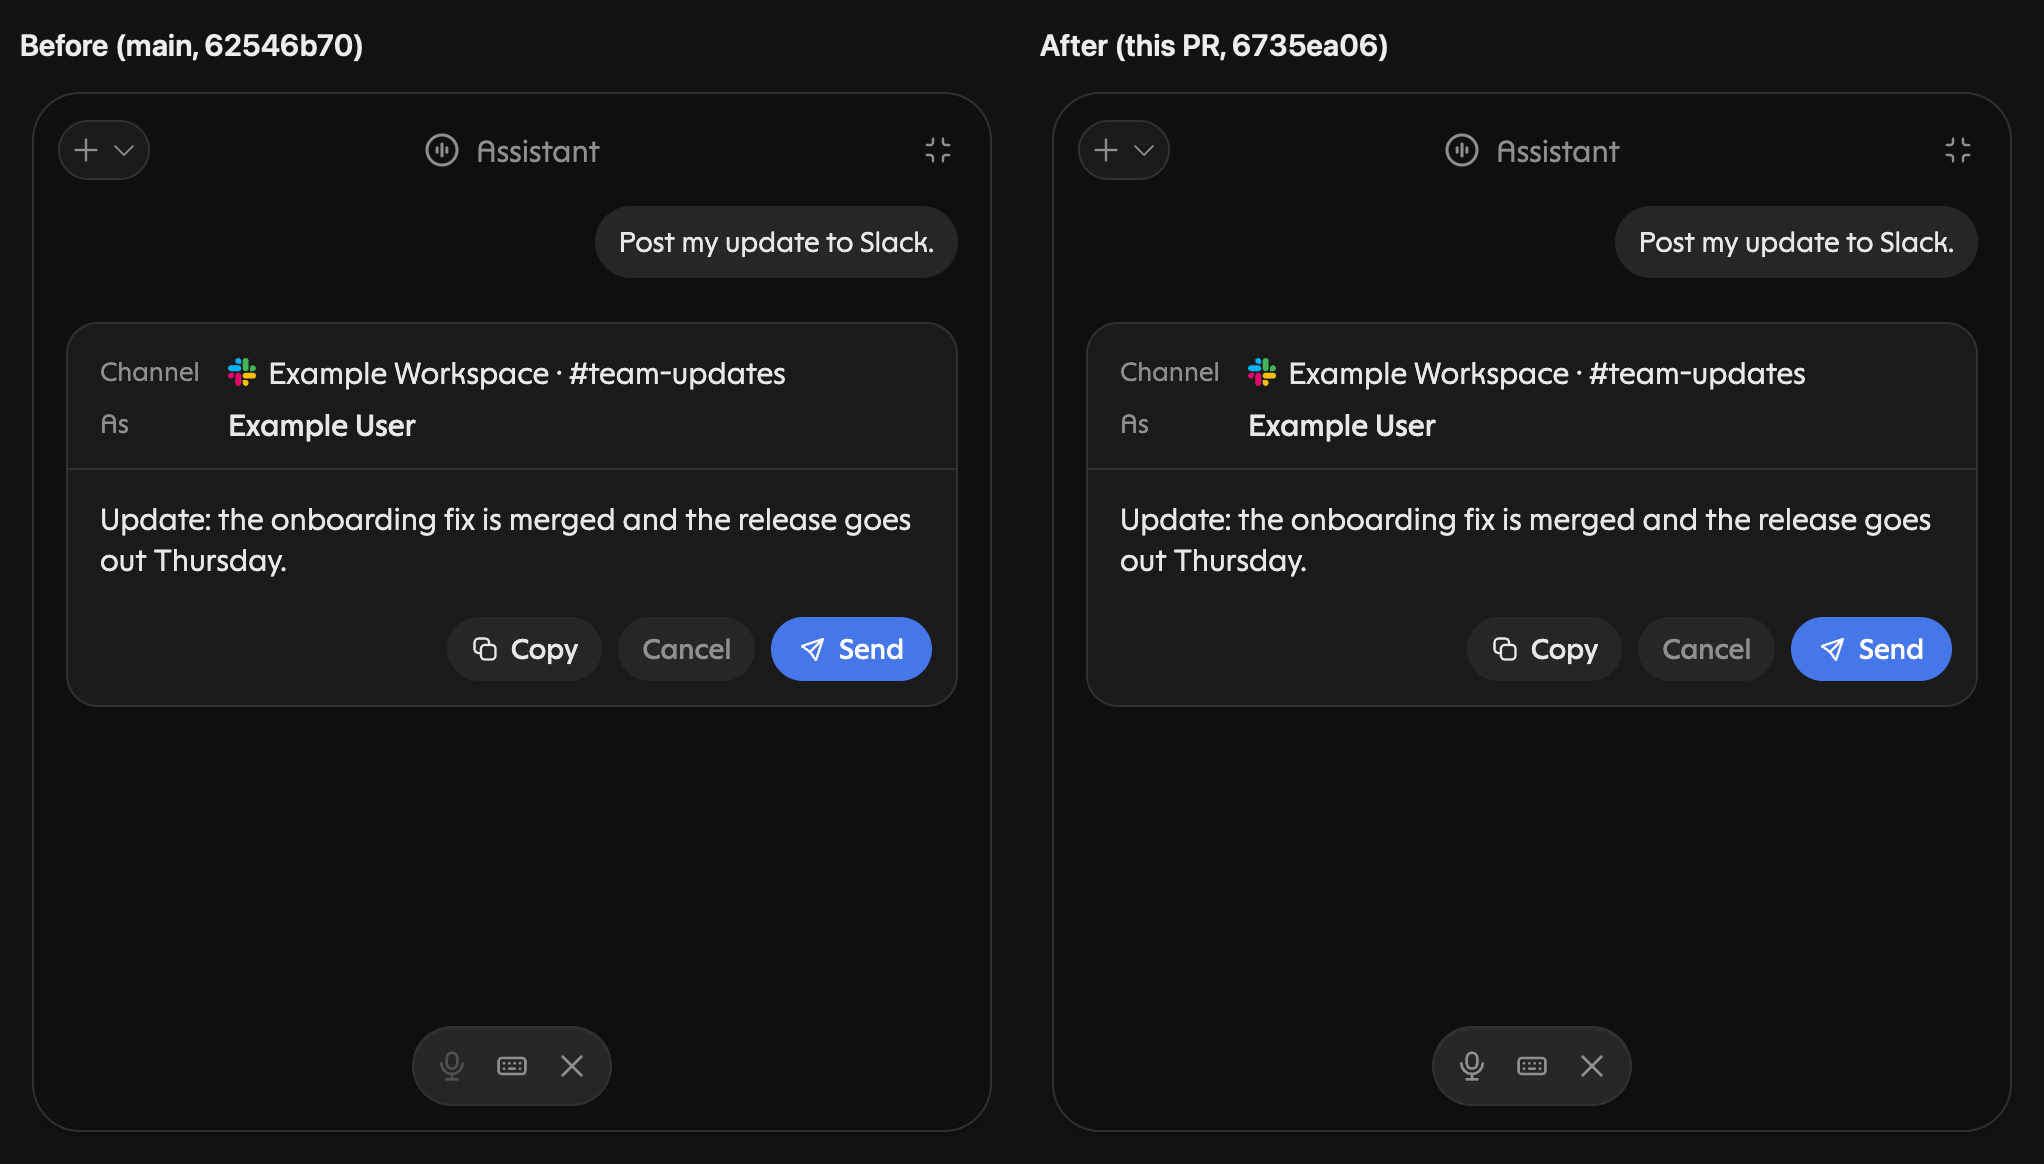 Before (main, 62546b70)
Assistant
Post my update to Slack.
Channel Example Workspace · #team-updates
As Example User
Update: the onboarding fix is merged and the release goes
out Thursday.
Copy Cancel Send
After (this PR, 6735ea06)
Assistant
Post my update to Slack.
Channel Example Workspace · #team-updates
As Example User
Update: the onboarding fix is merged and the release goes
out Thursday.
Copy Cancel Send